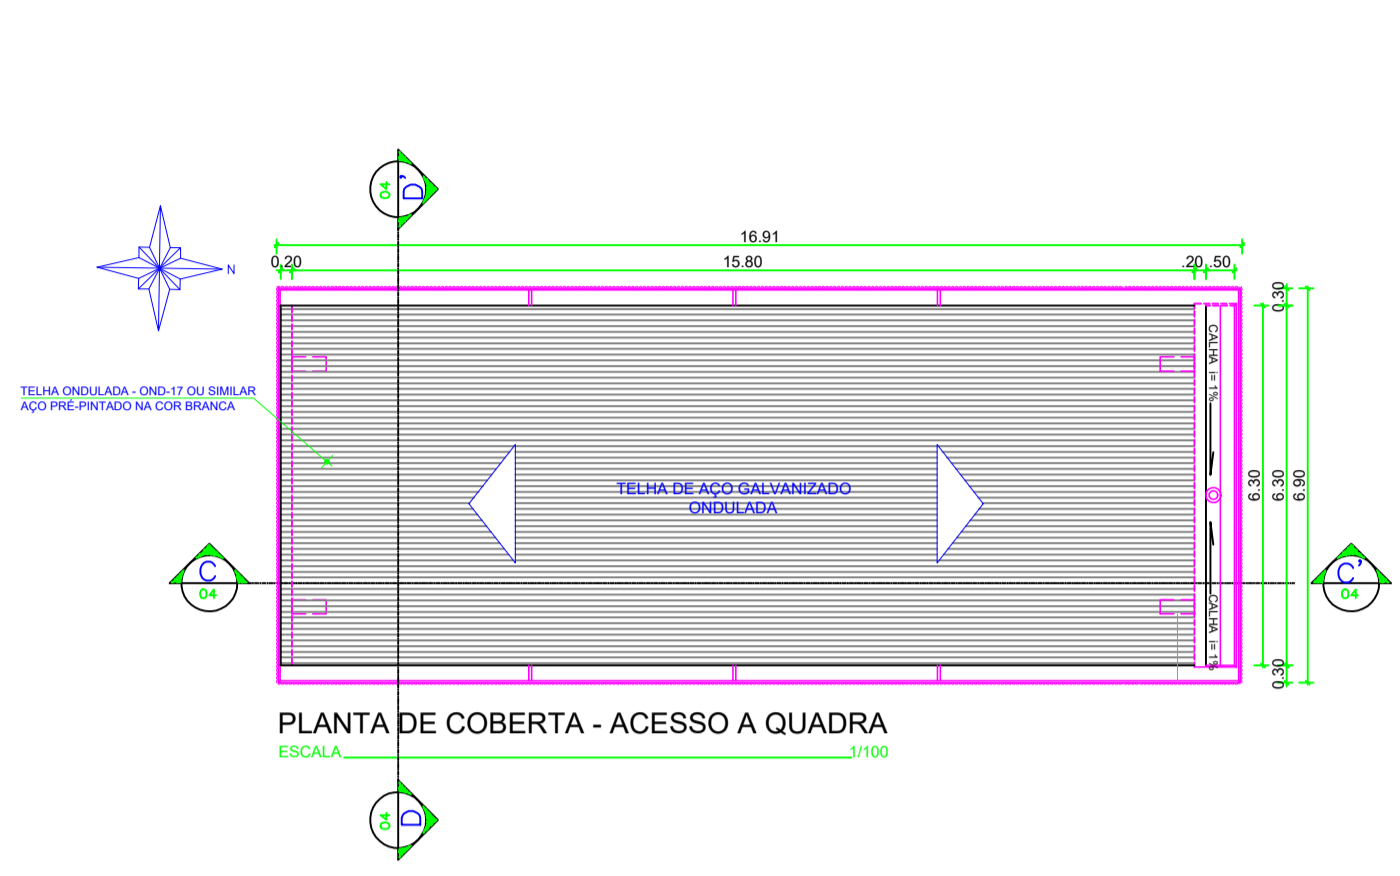 04
D'
16.91
0.20
15.80
.20
.50
N
0.30
CALHA i= 1%
TELHA ONDULADA - OND-17 OU SIMILAR
AÇO PRÉ-PINTADO NA COR BRANCA
TELHA DE AÇO GALVANIZADO
ONDULADA
6.30
6.30
6.90
C
04
C'
04
CALHA i= 1%
0.30
PLANTA DE COBERTA - ACESSO A QUADRA
ESCALA
1/100
04
D